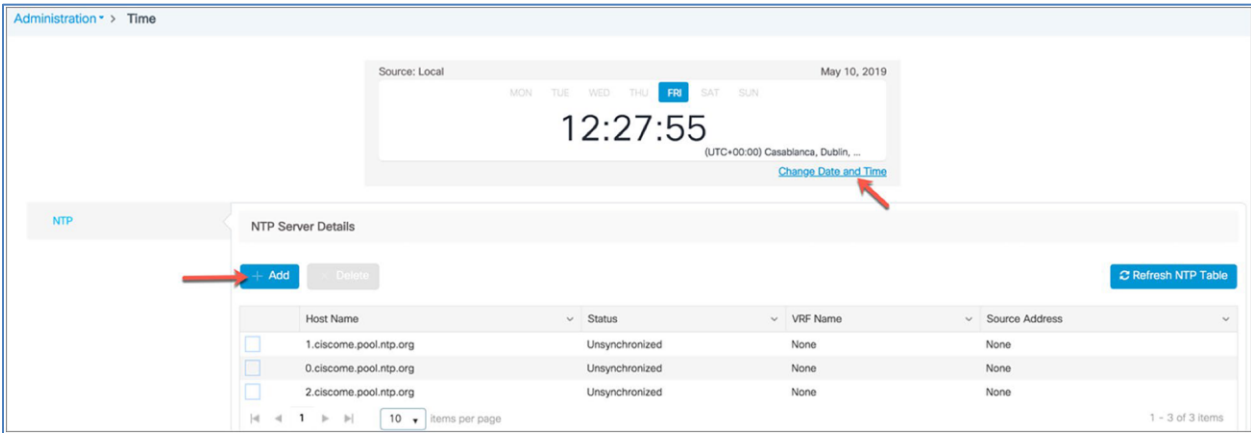 Administration > Time
Source: Local May 10, 2019
MON TUE WED THU FRI SAT SUN
12:27:55
(UTC+00:00) Casablanca, Dublin, ...
Change Date and Time
NTP
NTP Server Details
+ Add × Delete Refresh NTP Table
Host Name Status VRF Name Source Address
1.ciscome.pool.ntp.org Unsynchronized None None
0.ciscome.pool.ntp.org Unsynchronized None None
2.ciscome.pool.ntp.org Unsynchronized None None
1 10 items per page 1 - 3 of 3 items